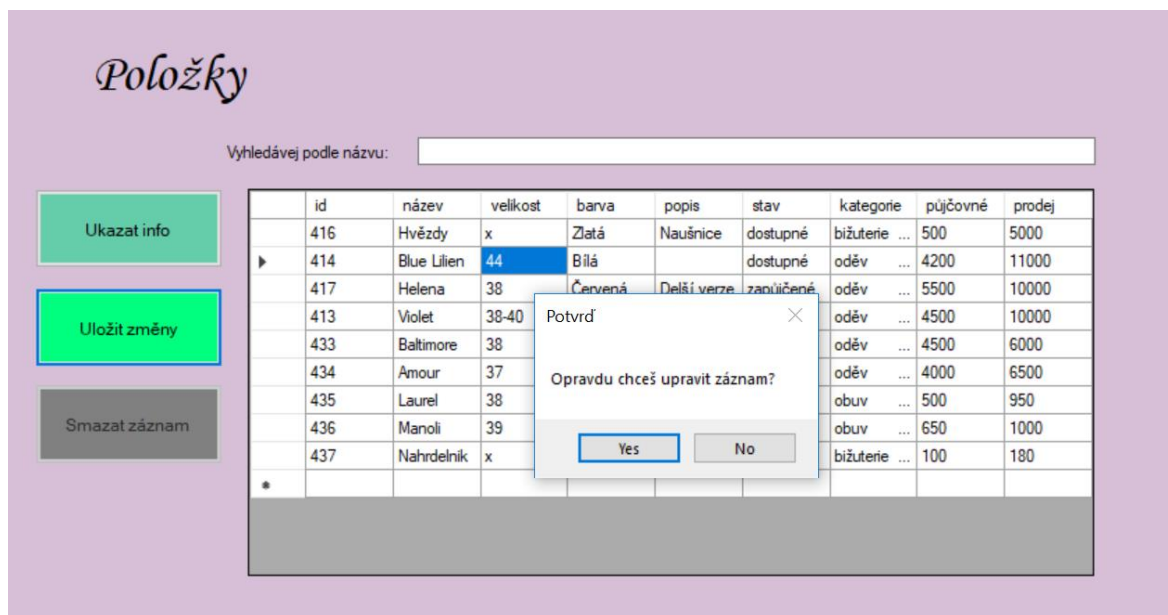 Položky
Vyhledávej podle názvu:
Ukazat info
Uložit změny
Smazat záznam
id název velikost barva popis stav kategorie půjčovné prodej
416 Hvězdy x Zlatá Naušnice dostupné bižuterie ... 500 5000
414 Blue Lilien 44 Bílá dostupné oděv ... 4200 11000
417 Helena 38 Červená Delší verze zapůjčené oděv ... 5500 10000
413 Violet 38-40 oděv ... 4500 10000
433 Baltimore 38 oděv ... 4500 6000
434 Amour 37 oděv ... 4000 6500
435 Laurel 38 obuv ... 500 950
436 Manoli 39 obuv ... 650 1000
437 Nahrdelnik x bižuterie ... 100 180
Potvrď
Opravdu chceš upravit záznam?
Yes No